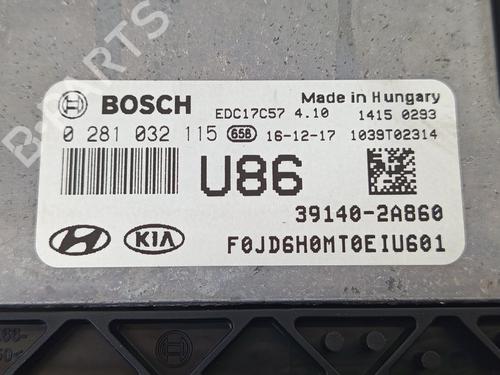 BOSCH
EDC17C57 4.10
Made in Hungary
1415 0293
0 281 032 115 658 16-12-17 1039T02314
U86
39140-2A860
KIA
F0JD6H0MT0EIU601